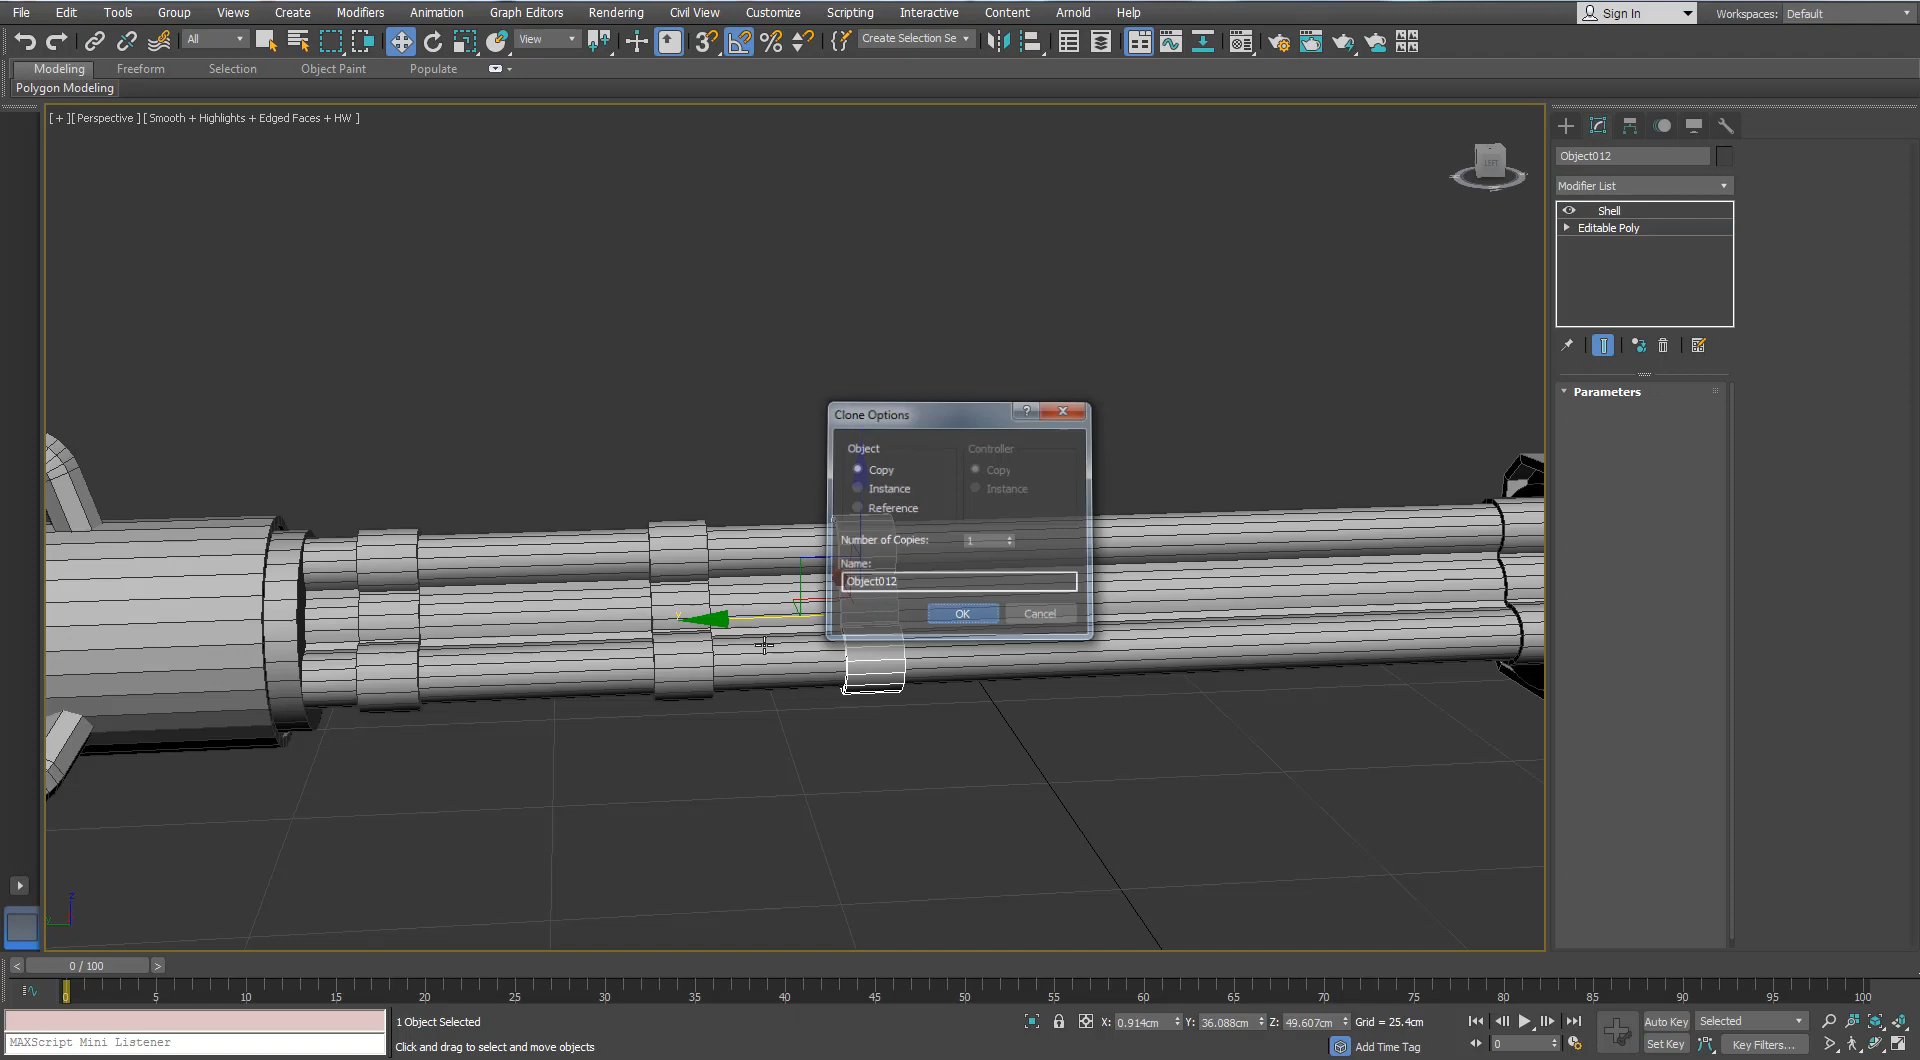 File Edit Tools Group Views Create Modifiers Animation Graph Editors Rendering Civil View Customize Scripting Interactive Content Arnold Help Sign In Workspaces: Default
All View Create Selection Se
Modeling Freeform Selection Object Paint Populate
Polygon Modeling
[ + ] [ Perspective ] [ Smooth + Highlights + Edged Faces + HW ]
LEFT
Object012
Modifier List
Shell
Editable Poly
Parameters
Clone Options
Object Controller
Copy Copy
Instance Instance
Reference
Number of Copies: 1
Name:
Object012
OK Cancel
0 / 100
0 5 10 15 20 25 30 35 40 45 50 55 60 65 70 75 80 85 90 95 100
1 Object Selected X: 0.914cm Y: 36.088cm Z: 49.607cm Grid = 25.4cm Auto Key Selected
MAXScript Mini Listener Click and drag to select and move objects Add Time Tag 0 Set Key Key Filters...